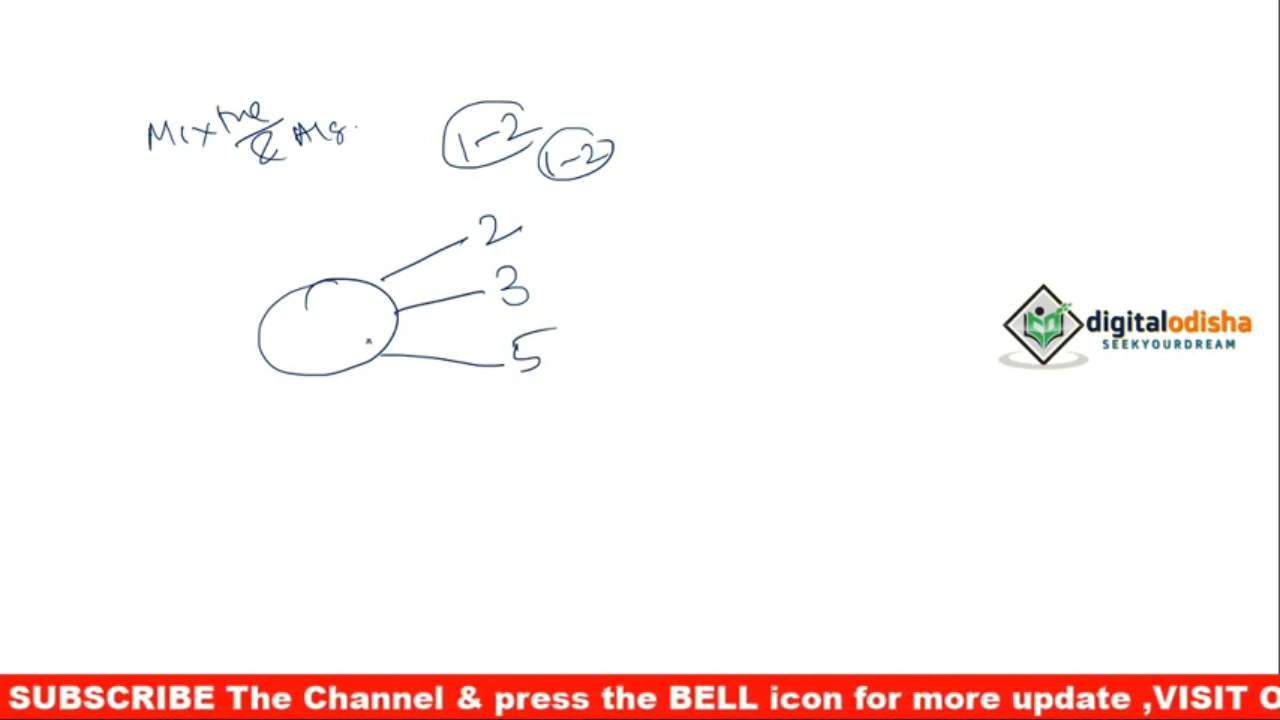 Mixture & Alg.
1-2
1-2
2
3
5
digitalodisha
SEEKYOURDREAM
SUBSCRIBE The Channel & press the BELL icon for more update ,VISIT O